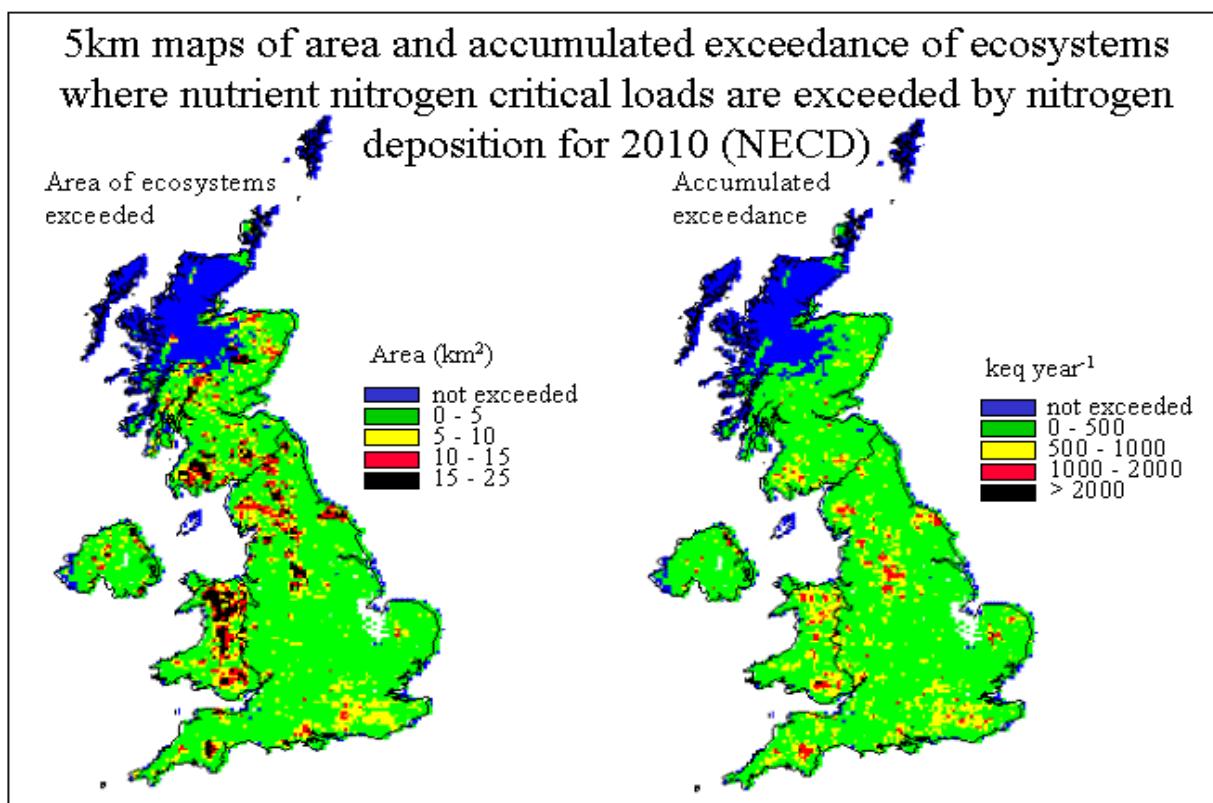 5km maps of area and accumulated exceedance of ecosystems
where nutrient nitrogen critical loads are exceeded by nitrogen
deposition for 2010 (NECD)
Area of ecosystems
exceeded
Area (km²)
not exceeded
0 - 5
5 - 10
10 - 15
15 - 25
Accumulated
exceedance
keq year⁻¹
not exceeded
0 - 500
500 - 1000
1000 - 2000
> 2000